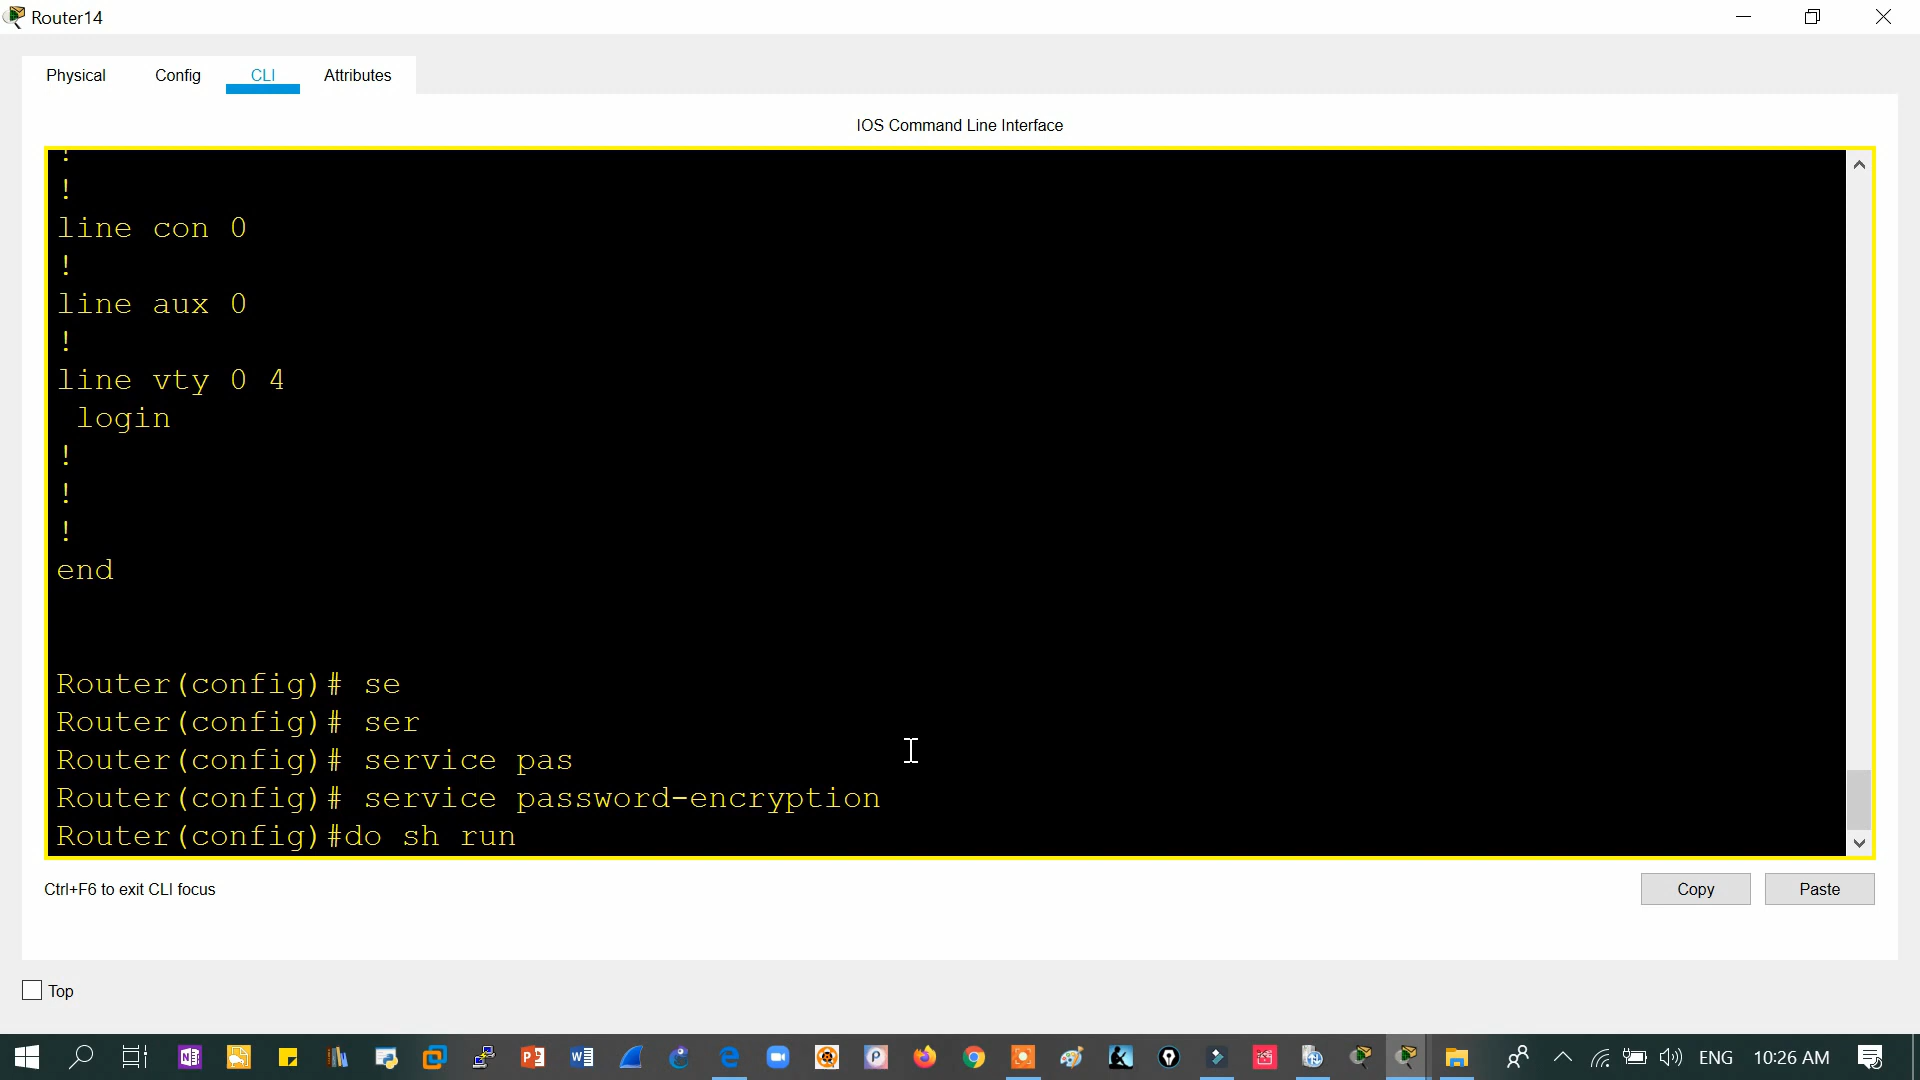 Router14
Physical Config CLI Attributes
IOS Command Line Interface
!
!
line con 0
!
line aux 0
!
line vty 0 4
 login
!
!
!
end
Router(config)# se
Router(config)# ser
Router(config)# service pas
Router(config)# service password-encryption
Router(config)#do sh run
Ctrl+F6 to exit CLI focus
Copy Paste
Top
ENG 10:26 AM